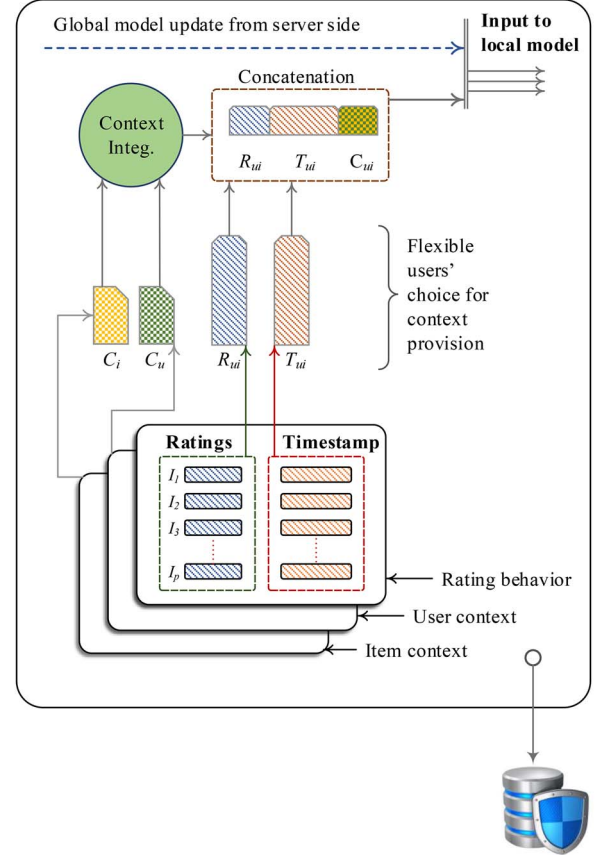 Global model update from server side
Input to
local model
Concatenation
Context
Integ.
R_ui T_ui C_ui
Flexible
users'
choice for
context
provision
C_i C_u R_ui T_ui
Ratings Timestamp
I_1
I_2
I_3
I_p
Rating behavior
User context
Item context